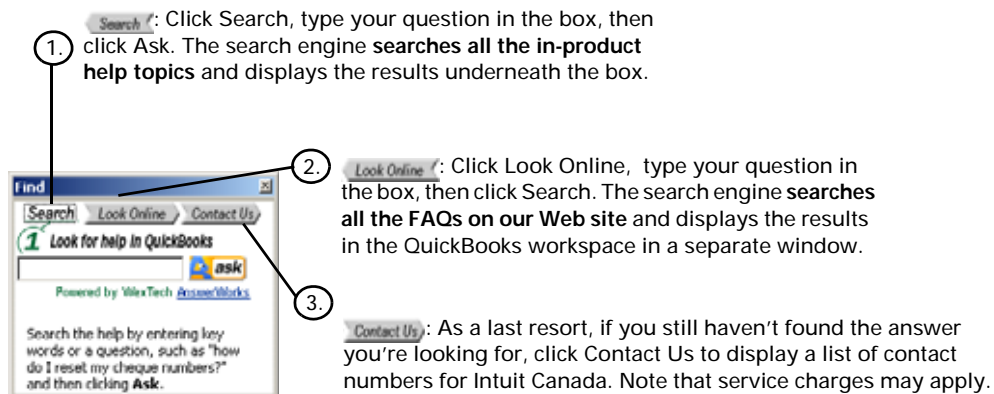 Search : Click Search, type your question in the box, then
1. click Ask. The search engine searches all the in-product
help topics and displays the results underneath the box.
2. Look Online : Click Look Online, type your question in
the box, then click Search. The search engine searches
all the FAQs on our Web site and displays the results
in the QuickBooks workspace in a separate window.
Find
Search Look Online Contact Us
1 Look for help in QuickBooks
ask
Powered by WexTech AnswerWorks
Search the help by entering key
words or a question, such as "how
do I reset my cheque numbers?"
and then clicking Ask.
3.
Contact Us : As a last resort, if you still haven't found the answer
you're looking for, click Contact Us to display a list of contact
numbers for Intuit Canada. Note that service charges may apply.